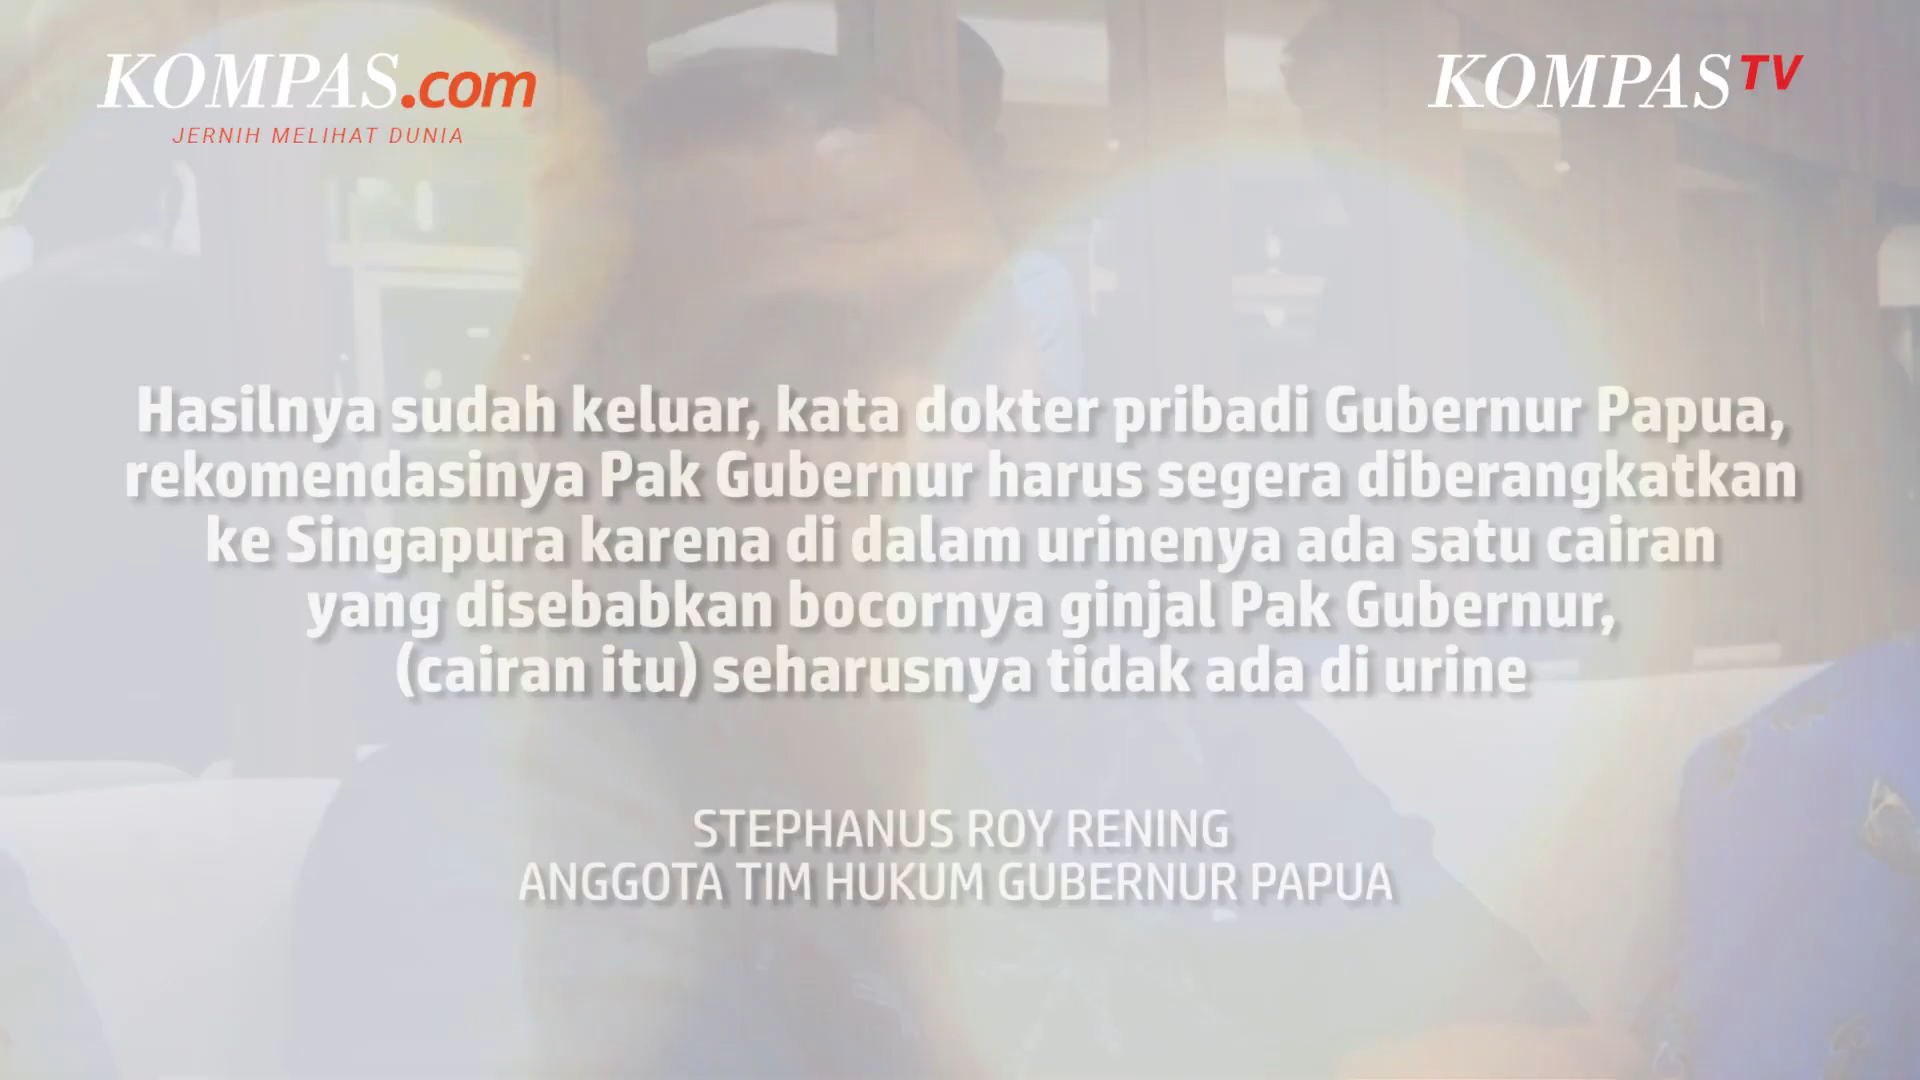 KOMPAS.com
JERNIH MELIHAT DUNIA
KOMPAS TV
Hasilnya sudah keluar, kata dokter pribadi Gubernur Papua,
rekomendasinya Pak Gubernur harus segera diberangkatkan
ke Singapura karena di dalam urinenya ada satu cairan
yang disebabkan bocornya ginjal Pak Gubernur,
(cairan itu) seharusnya tidak ada di urine
STEPHANUS ROY RENING
ANGGOTA TIM HUKUM GUBERNUR PAPUA